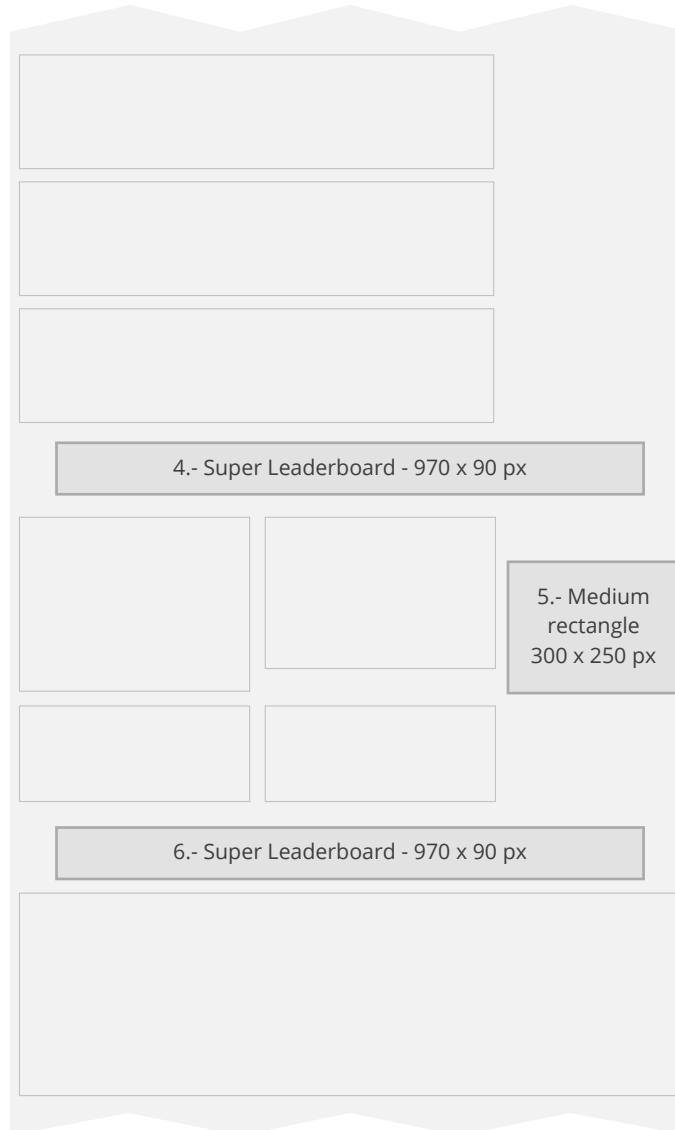 4.- Super Leaderboard - 970 x 90 px
5.- Medium
rectangle
300 x 250 px
6.- Super Leaderboard - 970 x 90 px